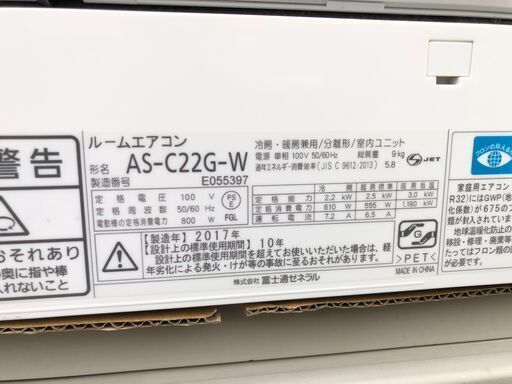 警告
おそれあり
の奥に指や棒
入れないこと
ルームエアコン
形名 AS-C22G-W
製造番号 E055397
定格電圧 100 V
定格周波数 50/60 Hz
電動機の定格消費電力 800 W
PS E
FGL
冷房・暖房兼用/分離形/室内ユニット
電源 単相 100V 50/60Hz 総質量 9kg
通年エネルギー消費効率 (JIS C 9612:2013) 5.8
S JET
冷房 暖房標準 暖房低温
定格能力 2.2 kW 2.5 kW 3.0 kW
定格消費電力 610 W 555 W 1,190 kW
運転電流 7.2 A 6.5 A
【製造年】2017年
【設計上の標準使用期間】10年
設計上の標準使用期間を超えてお使いいただいた場合は、経年
劣化による発火・けが等の事故に至るおそれがあります。
株式会社 富士通ゼネラル
G
>PET<
MADE IN CHINA
フロンの見える
家庭用エアコン
R32)にはGWP(地
化係数)が675のフ
地球温暖化防止の
移設・修理・廃棄等
たってはフロン類の